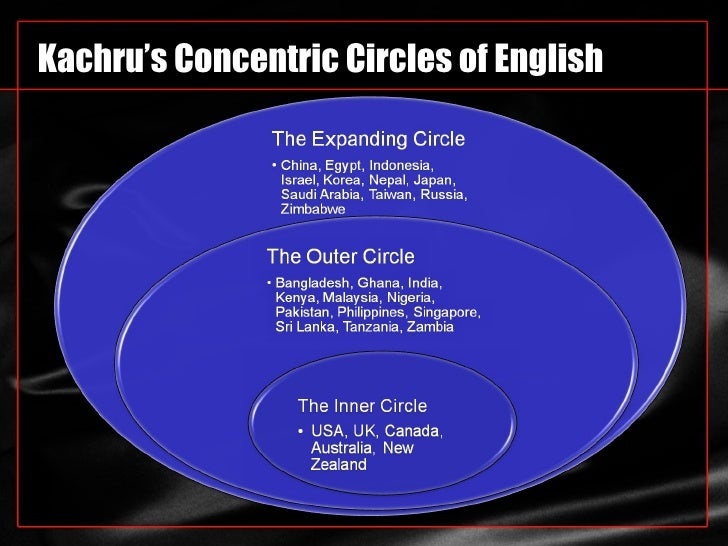 Kachru's Concentric Circles of English
The Expanding Circle
• China, Egypt, Indonesia,
Israel, Korea, Nepal, Japan,
Saudi Arabia, Taiwan, Russia,
Zimbabwe
The Outer Circle
• Bangladesh, Ghana, India,
Kenya, Malaysia, Nigeria,
Pakistan, Philippines, Singapore,
Sri Lanka, Tanzania, Zambia
The Inner Circle
• USA, UK, Canada,
Australia, New
Zealand